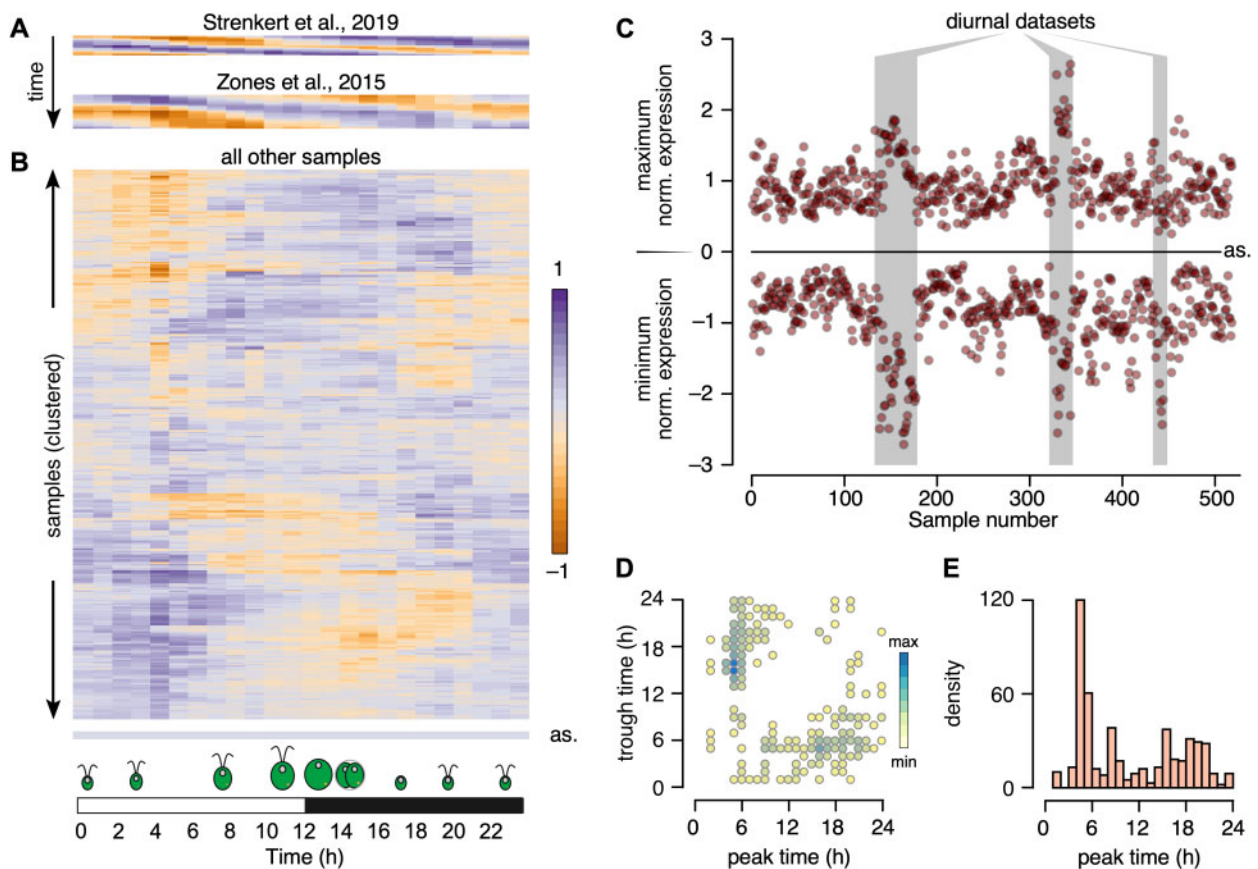 A
Strenkert et al., 2019
time
Zones et al., 2015
B
all other samples
samples (clustered)
1
−1
as.
0 2 4 6 8 10 12 14 16 18 20 22
Time (h)
C
diurnal datasets
3
2
1
0
−1
−2
−3
maximum
norm. expression
minimum
norm. expression
as.
0 100 200 300 400 500
Sample number
D
24
18
12
6
0
trough time (h)
max
min
0 6 12 18 24
peak time (h)
E
120
60
0
density
0 6 12 18 24
peak time (h)